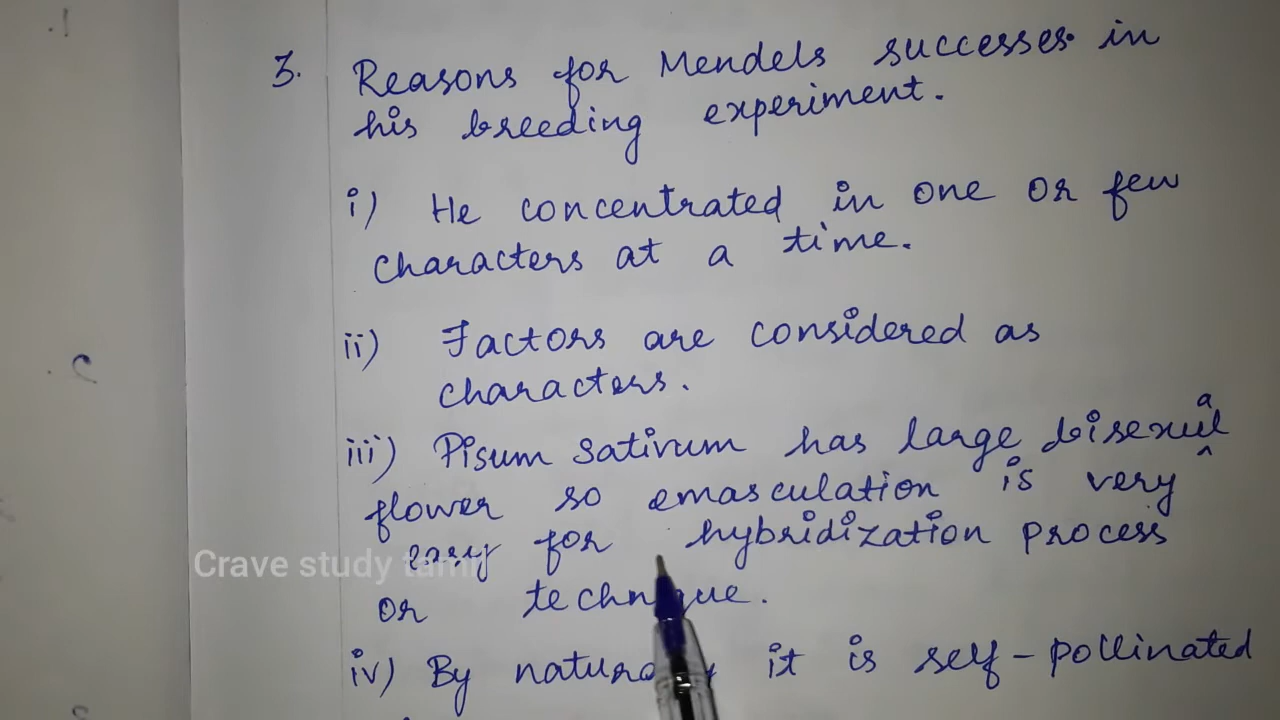 3. Reasons for Mendels successes in
his breeding experiment.
i) He concentrated in one or few
characters at a time.
ii) Factors are considered as
characters.
iii) Pisum sativum has large bisexual
flower so emasculation is very
easy for hybridization process
or technique.
iv) By it is self-pollinated
Crave study tamil